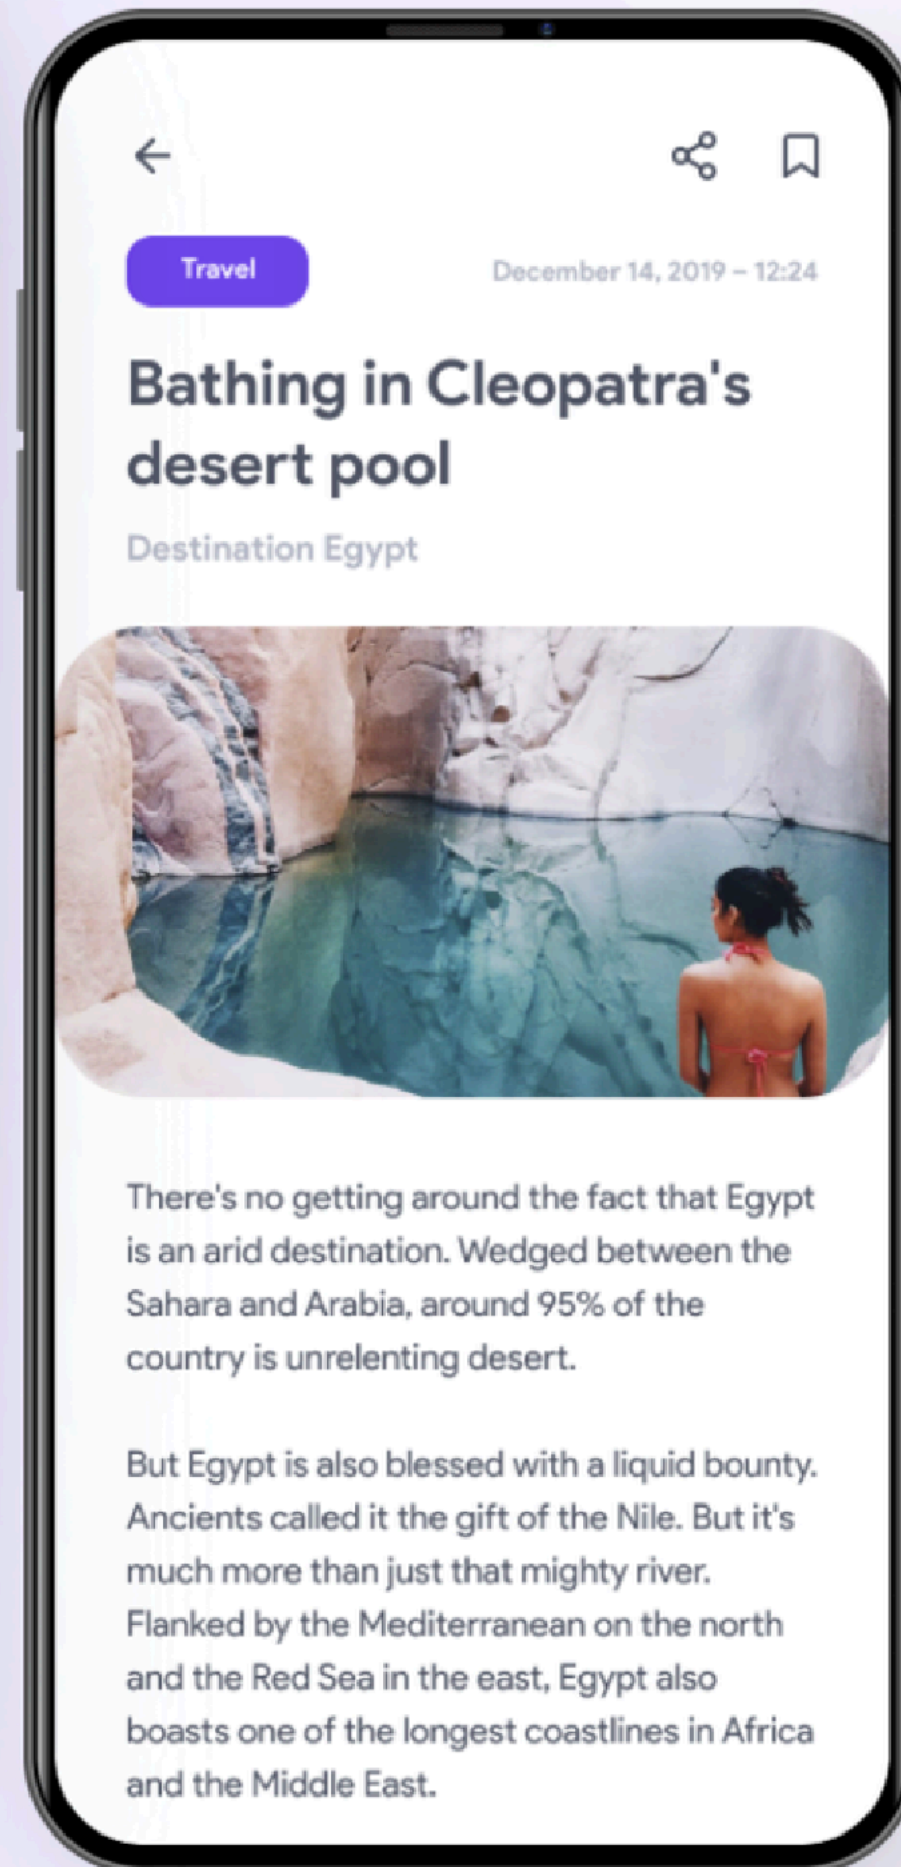 Travel
December 14, 2019 – 12:24
Bathing in Cleopatra's
desert pool
Destination Egypt
There's no getting around the fact that Egypt
is an arid destination. Wedged between the
Sahara and Arabia, around 95% of the
country is unrelenting desert.
But Egypt is also blessed with a liquid bounty.
Ancients called it the gift of the Nile. But it's
much more than just that mighty river.
Flanked by the Mediterranean on the north
and the Red Sea in the east, Egypt also
boasts one of the longest coastlines in Africa
and the Middle East.